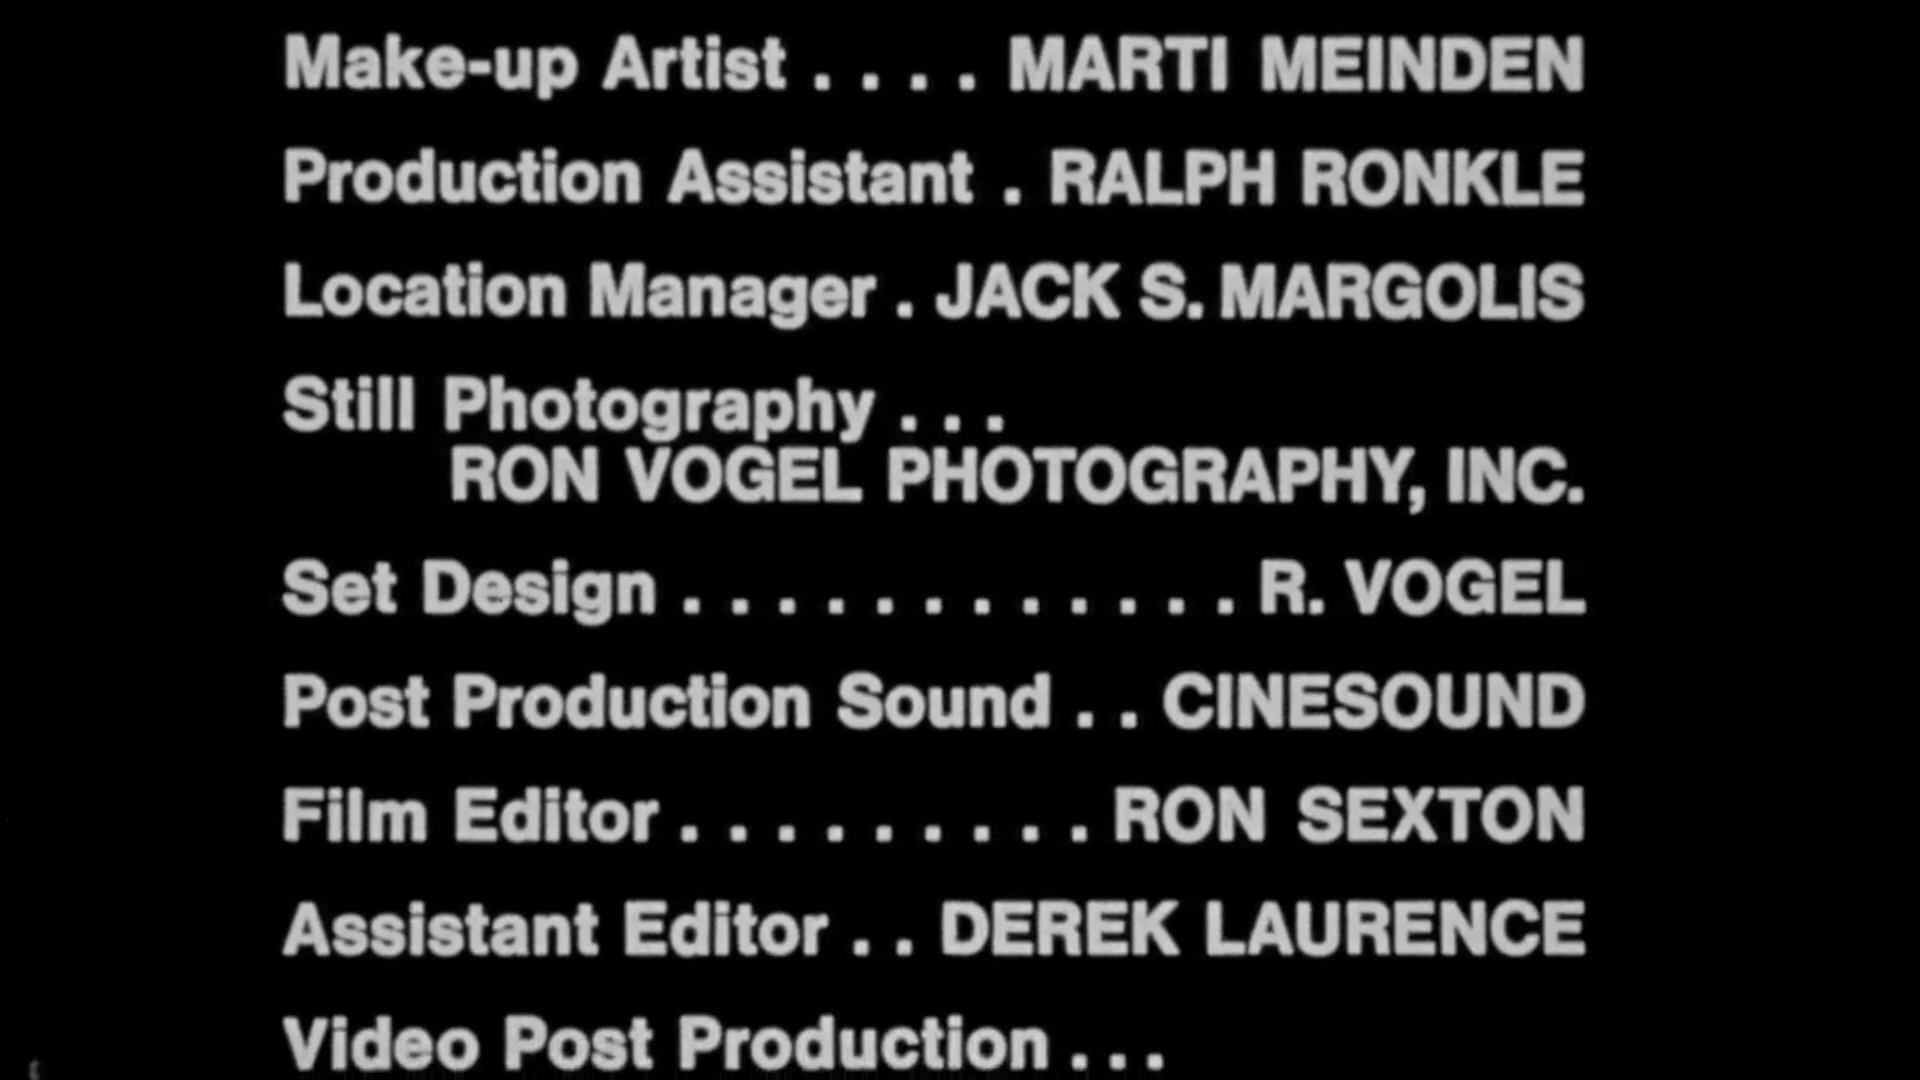 Make-up Artist . . . . MARTI MEINDEN
Production Assistant . RALPH RONKLE
Location Manager . JACK S. MARGOLIS
Still Photography . . .
RON VOGEL PHOTOGRAPHY, INC.
Set Design . . . . . . . . . . . . R. VOGEL
Post Production Sound . . CINESOUND
Film Editor . . . . . . . . . RON SEXTON
Assistant Editor . . DEREK LAURENCE
Video Post Production . . .